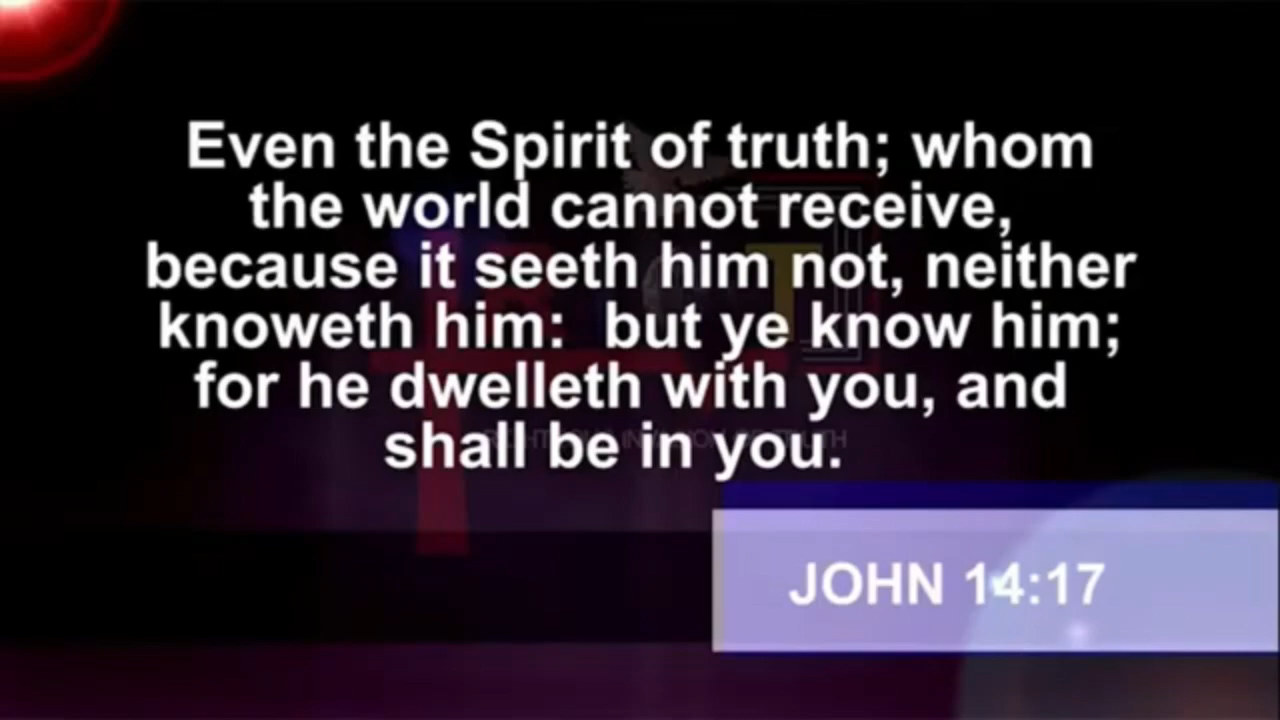 Even the Spirit of truth; whom
the world cannot receive,
because it seeth him not, neither
knoweth him:  but ye know him;
for he dwelleth with you, and
shall be in you.
JOHN 14:17